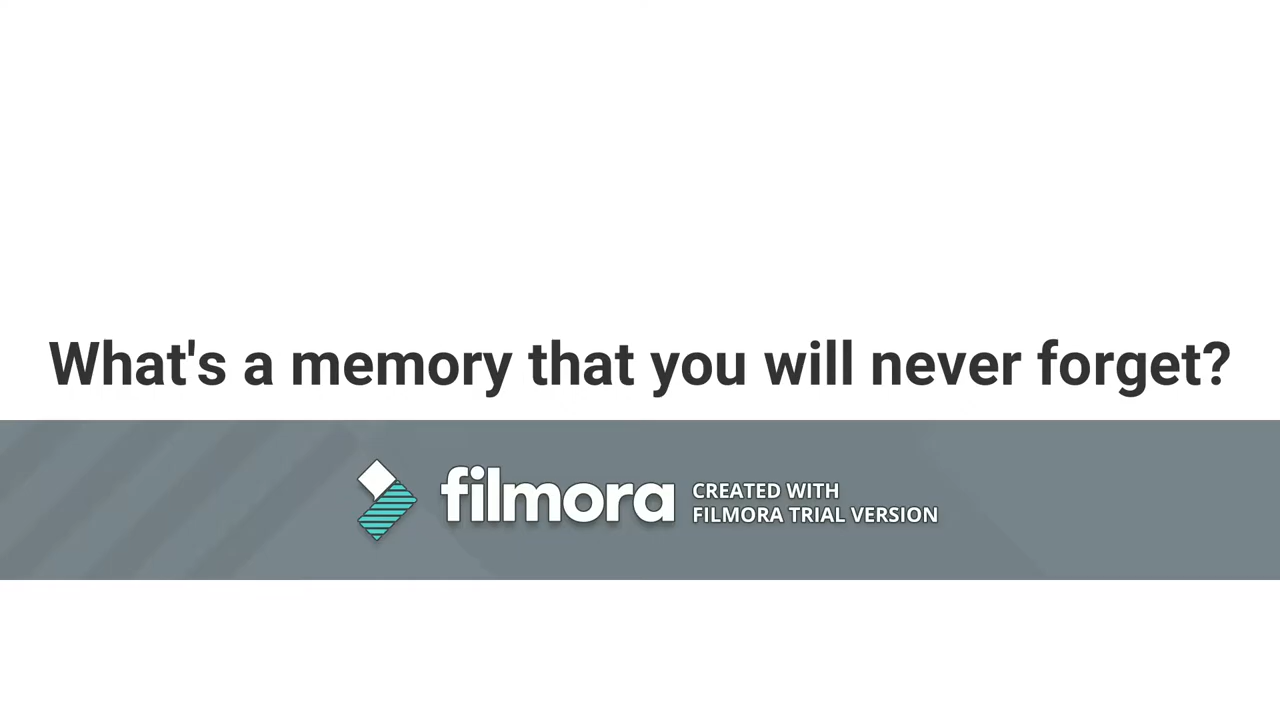 What's a memory that you will never forget?
filmora
CREATED WITH
FILMORA TRIAL VERSION